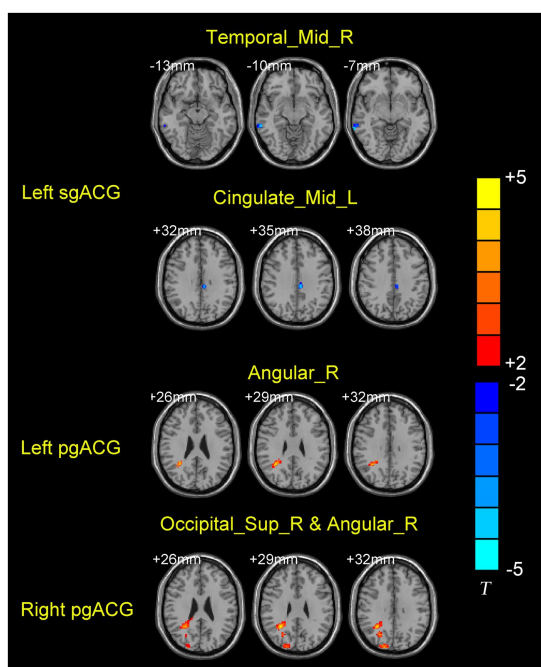 Temporal_Mid_R
-13mm -10mm -7mm
Left sgACG
Cingulate_Mid_L
+32mm +35mm +38mm
+5
+2
-2
-5
T
Angular_R
+26mm +29mm +32mm
Left pgACG
Occipital_Sup_R & Angular_R
+26mm +29mm +32mm
Right pgACG